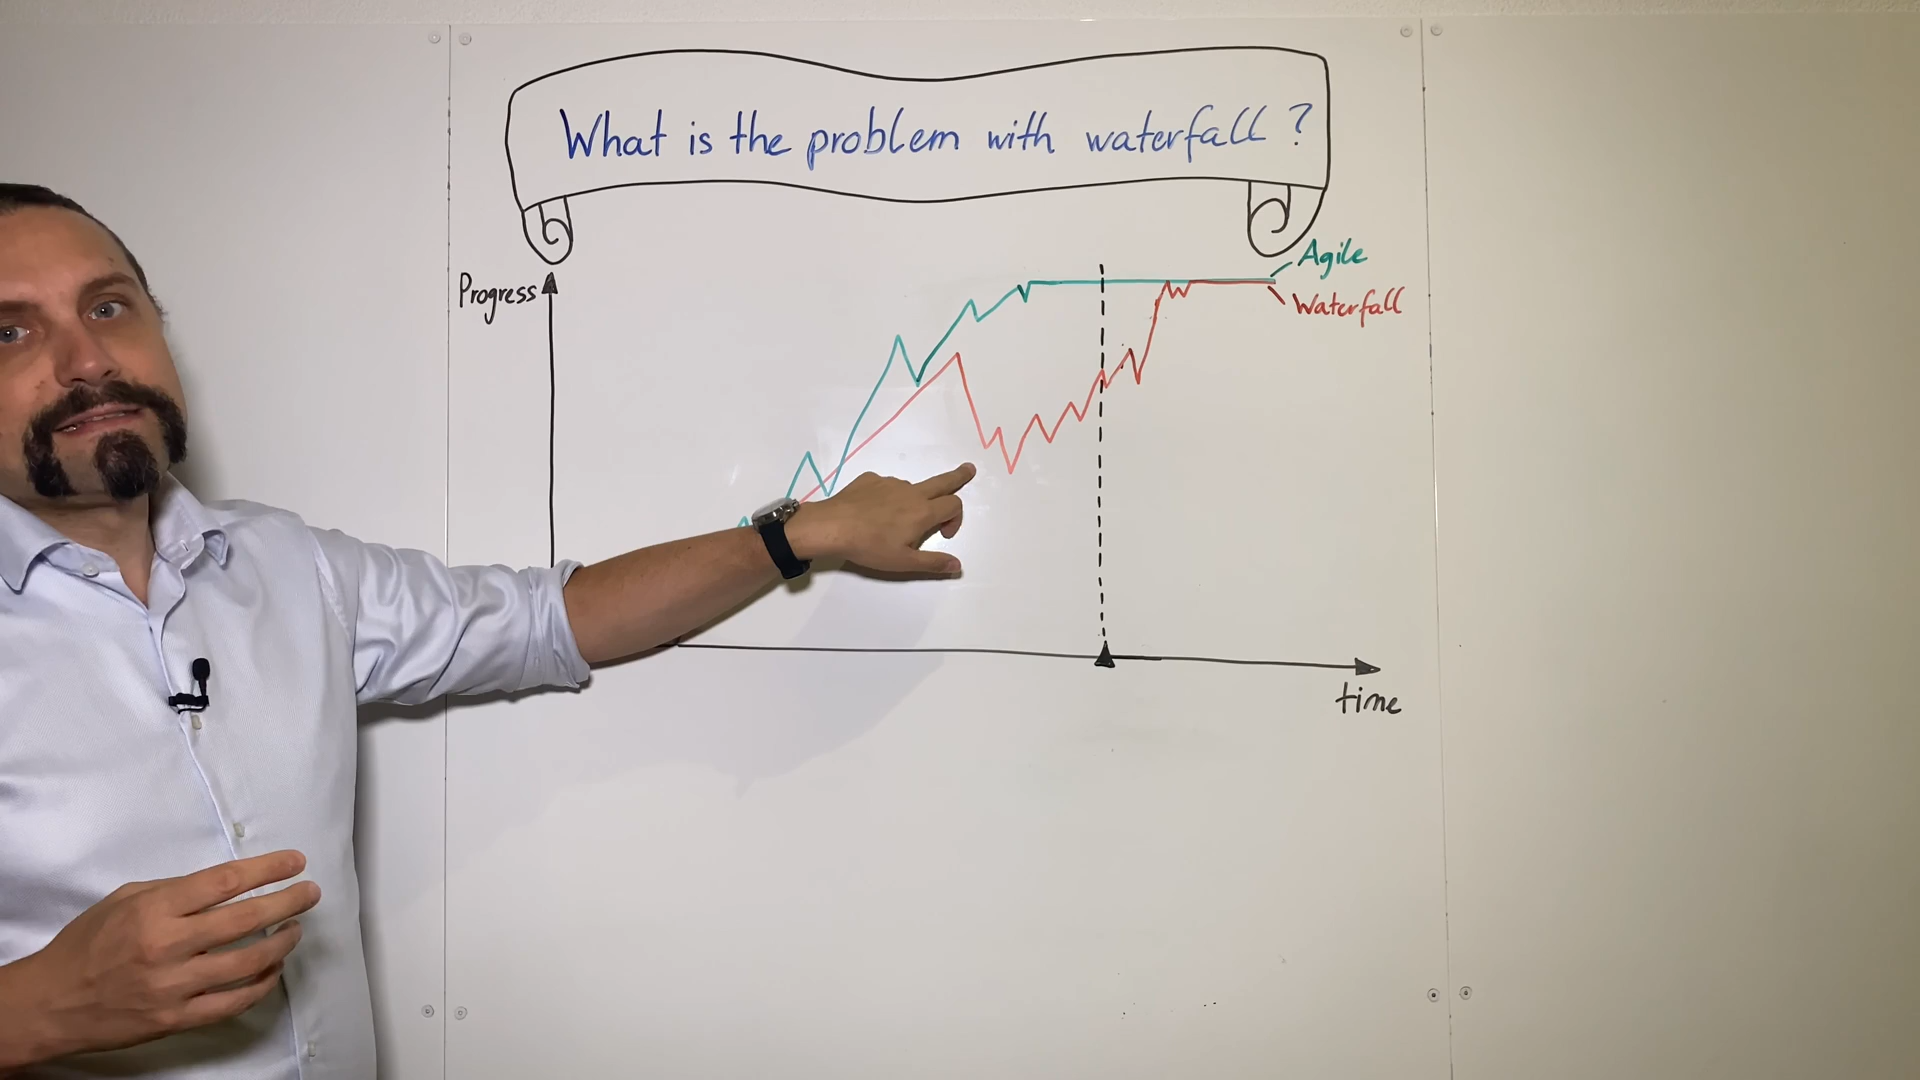 What is the problem with waterfall?
Agile
Progress
Waterfall
time